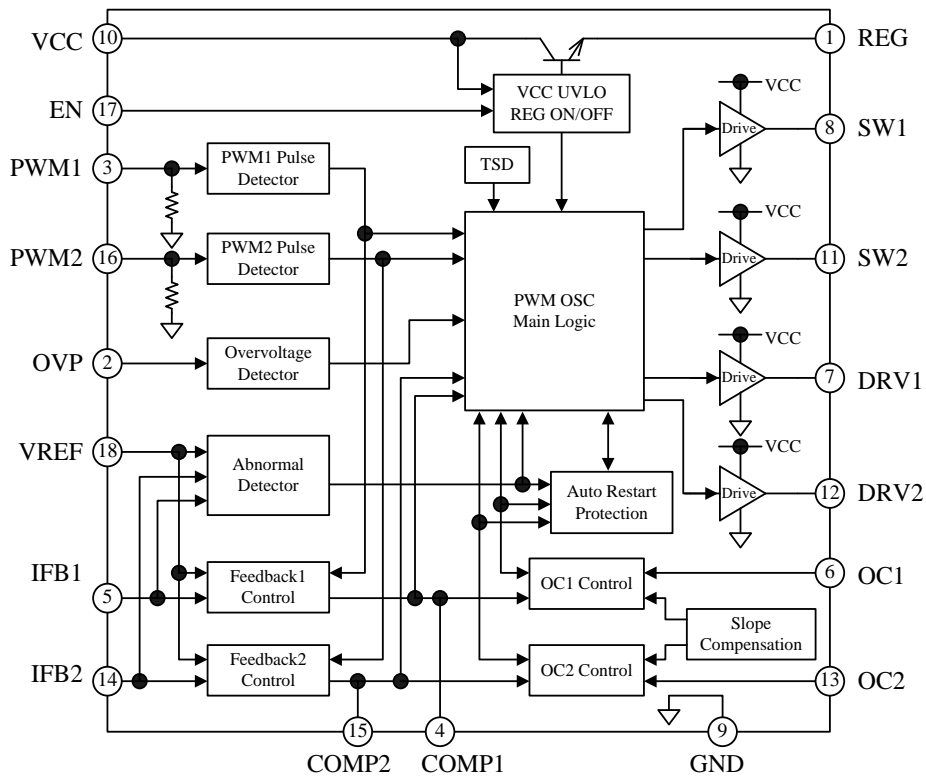 VCC
10
1
REG
VCC UVLO
REG ON/OFF
EN
17
VCC
Drive
8
SW1
PWM1
3
PWM1 Pulse
Detector
TSD
PWM2
16
PWM2 Pulse
Detector
VCC
Drive
11
SW2
PWM OSC
Main Logic
OVP
2
Overvoltage
Detector
VCC
Drive
7
DRV1
VREF
18
Abnormal
Detector
Auto Restart
Protection
VCC
Drive
12
DRV2
IFB1
5
Feedback1
Control
OC1 Control
6
OC1
Slope
Compensation
IFB2
14
Feedback2
Control
OC2 Control
13
OC2
15
4
9
COMP2
COMP1
GND